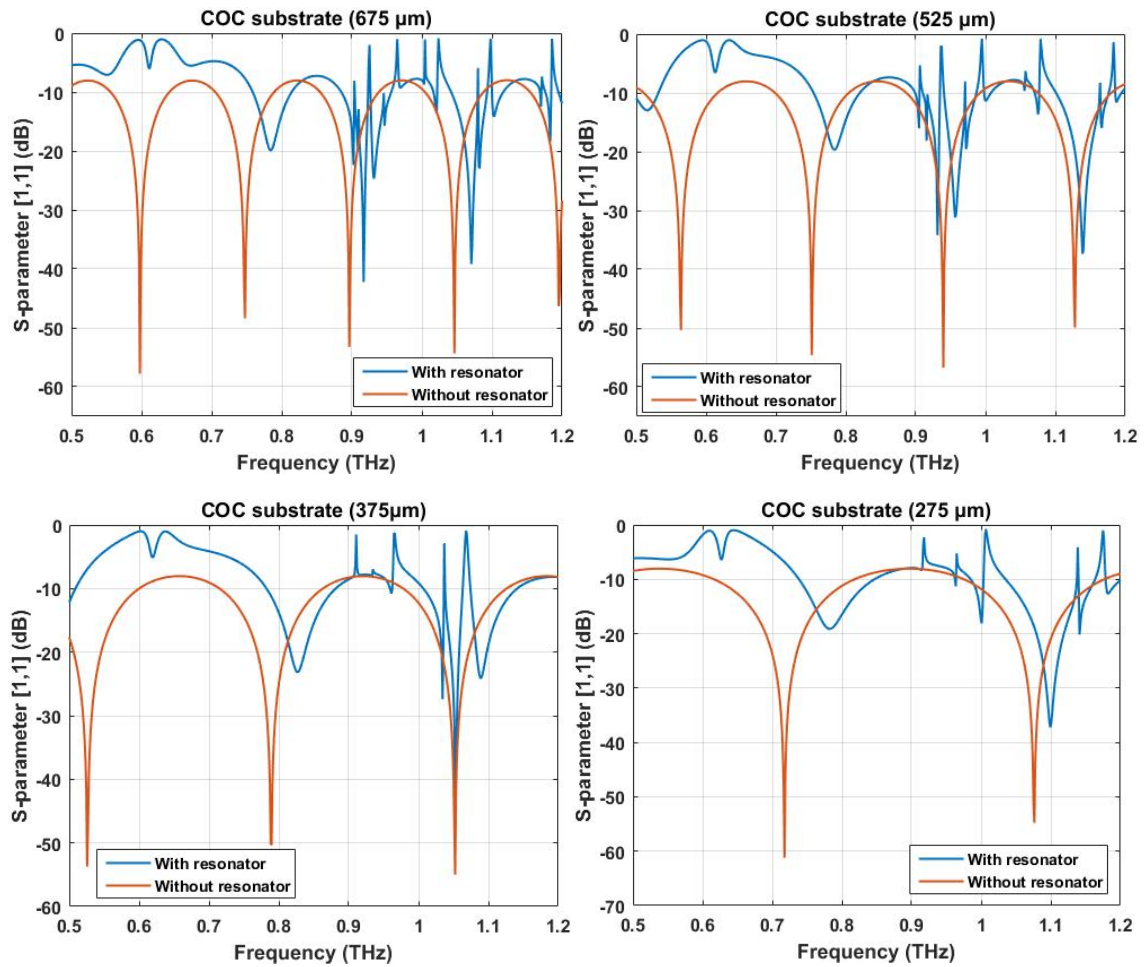 COC substrate (675 µm)
S-parameter [1,1] (dB)
0
-10
-20
-30
-40
-50
-60
With resonator
Without resonator
0.5 0.6 0.7 0.8 0.9 1 1.1 1.2
Frequency (THz)
COC substrate (525 µm)
S-parameter [1,1] (dB)
0
-10
-20
-30
-40
-50
-60
With resonator
Without resonator
0.5 0.6 0.7 0.8 0.9 1 1.1 1.2
Frequency (THz)
COC substrate (375µm)
S-parameter [1,1] (dB)
0
-10
-20
-30
-40
-50
-60
With resonator
Without resonator
0.5 0.6 0.7 0.8 0.9 1 1.1 1.2
Frequency (THz)
COC substrate (275 µm)
S-parameter [1,1] (dB)
0
-10
-20
-30
-40
-50
-60
-70
With resonator
Without resonator
0.5 0.6 0.7 0.8 0.9 1 1.1 1.2
Frequency (THz)